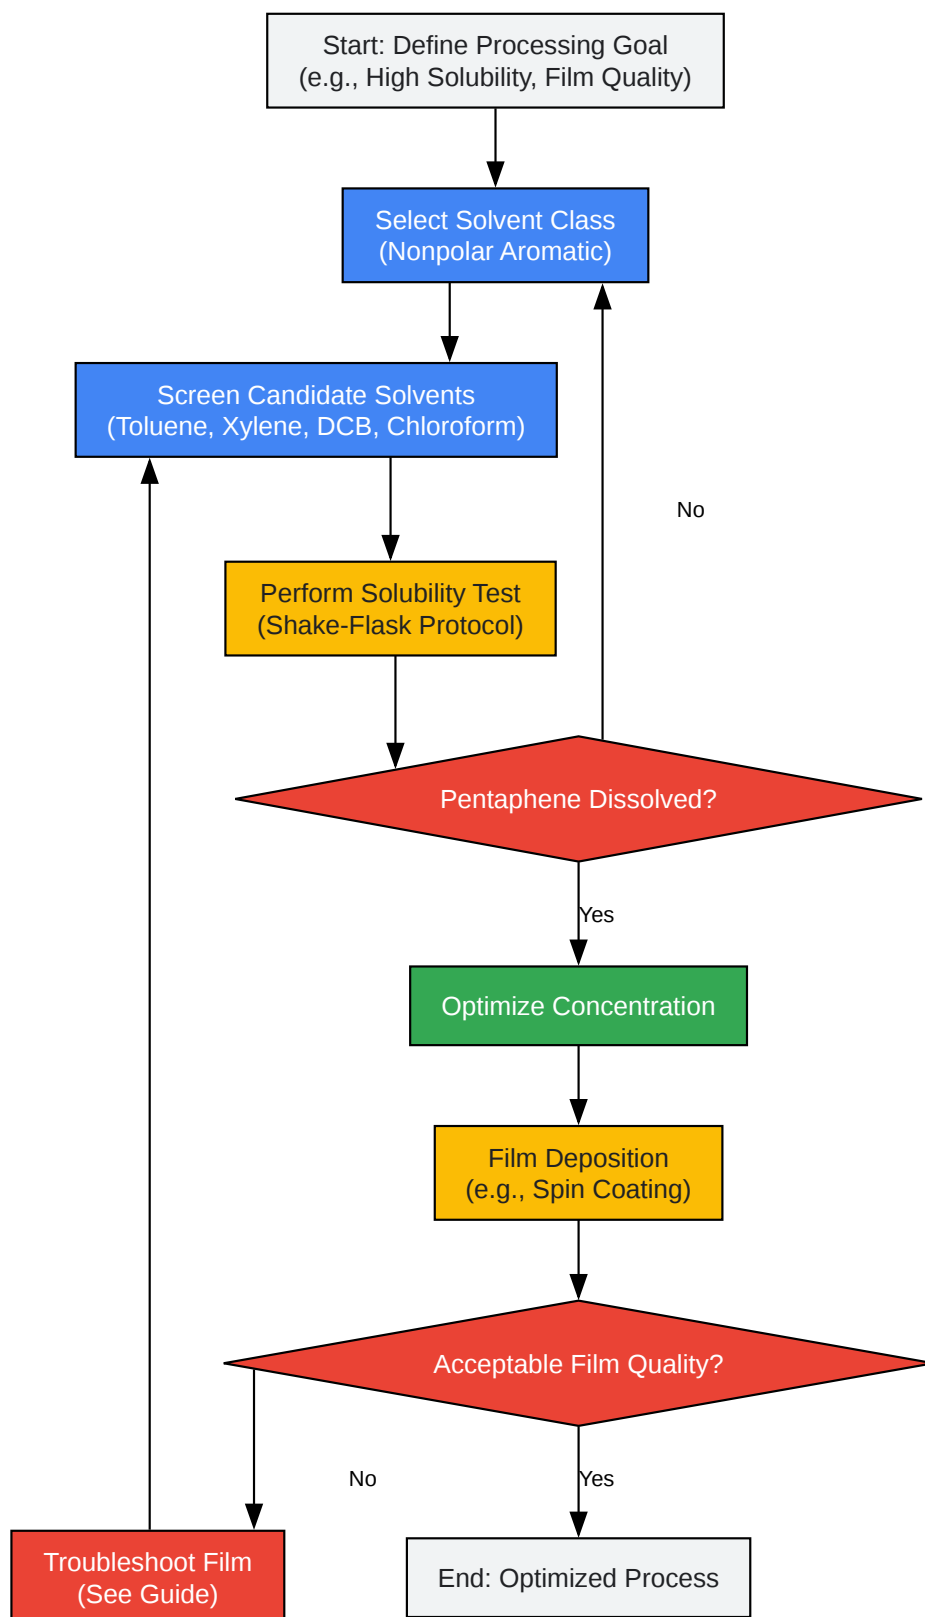 Start: Define Processing Goal
(e.g., High Solubility, Film Quality)
Select Solvent Class
(Nonpolar Aromatic)
Screen Candidate Solvents
(Toluene, Xylene, DCB, Chloroform)
No
Perform Solubility Test
(Shake-Flask Protocol)
Pentaphene Dissolved?
Yes
Optimize Concentration
Film Deposition
(e.g., Spin Coating)
Acceptable Film Quality?
No
Yes
Troubleshoot Film
(See Guide)
End: Optimized Process